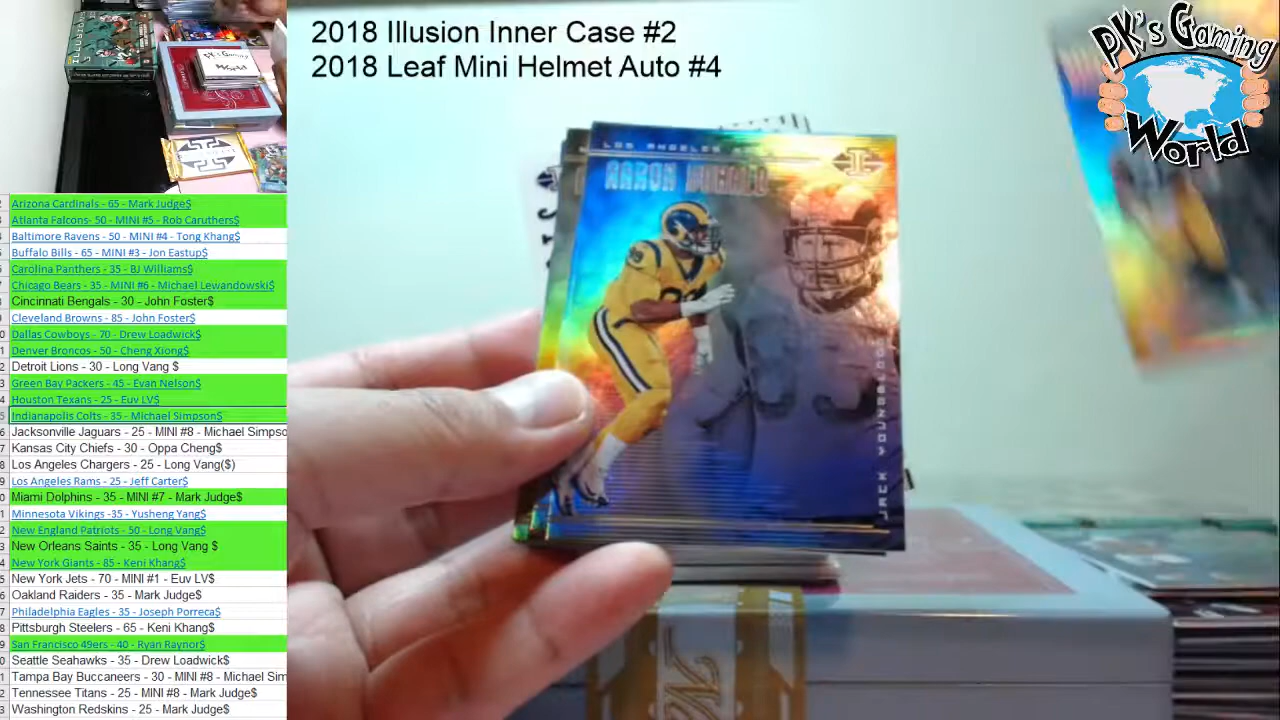 2018 Illusion Inner Case #2
2018 Leaf Mini Helmet Auto #4
PK's Gaming
World
ILLUSIONS
PK's Gaming
World
LOS ANGELES
AARON DONALD
JACK YOUNGBLOOD
Arizona Cardinals - 65 - Mark Judge$
Atlanta Falcons- 50 - MINI #5 - Rob Caruthers$
Baltimore Ravens - 50 - MINI #4 - Tong Khang$
Buffalo Bills - 65 - MINI #3 - Jon Eastup$
Carolina Panthers - 35 - BJ Williams$
Chicago Bears - 35 - MINI #6 - Michael Lewandowski$
Cincinnati Bengals - 30 - John Foster$
Cleveland Browns - 85 - John Foster$
Dallas Cowboys - 70 - Drew Loadwick$
Denver Broncos - 50 - Cheng Xiong$
Detroit Lions - 30 - Long Vang $
Green Bay Packers - 45 - Evan Nelson$
Houston Texans - 25 - Euv LV$
Indianapolis Colts - 35 - Michael Simpson$
Jacksonville Jaguars - 25 - MINI #8 - Michael Simpso
Kansas City Chiefs - 30 - Oppa Cheng$
Los Angeles Chargers - 25 - Long Vang($)
Los Angeles Rams - 25 - Jeff Carter$
Miami Dolphins - 35 - MINI #7 - Mark Judge$
Minnesota Vikings -35 - Yusheng Yang$
New England Patriots - 50 - Long Vang$
New Orleans Saints - 35 - Long Vang $
New York Giants - 85 - Keni Khang$
New York Jets - 70 - MINI #1 - Euv LV$
Oakland Raiders - 35 - Mark Judge$
Philadelphia Eagles - 35 - Joseph Porreca$
Pittsburgh Steelers - 65 - Keni Khang$
San Francisco 49ers - 40 - Ryan Raynor$
Seattle Seahawks - 35 - Drew Loadwick$
Tampa Bay Buccaneers - 30 - MINI #8 - Michael Sim
Tennessee Titans - 25 - MINI #8 - Mark Judge$
Washington Redskins - 25 - Mark Judge$